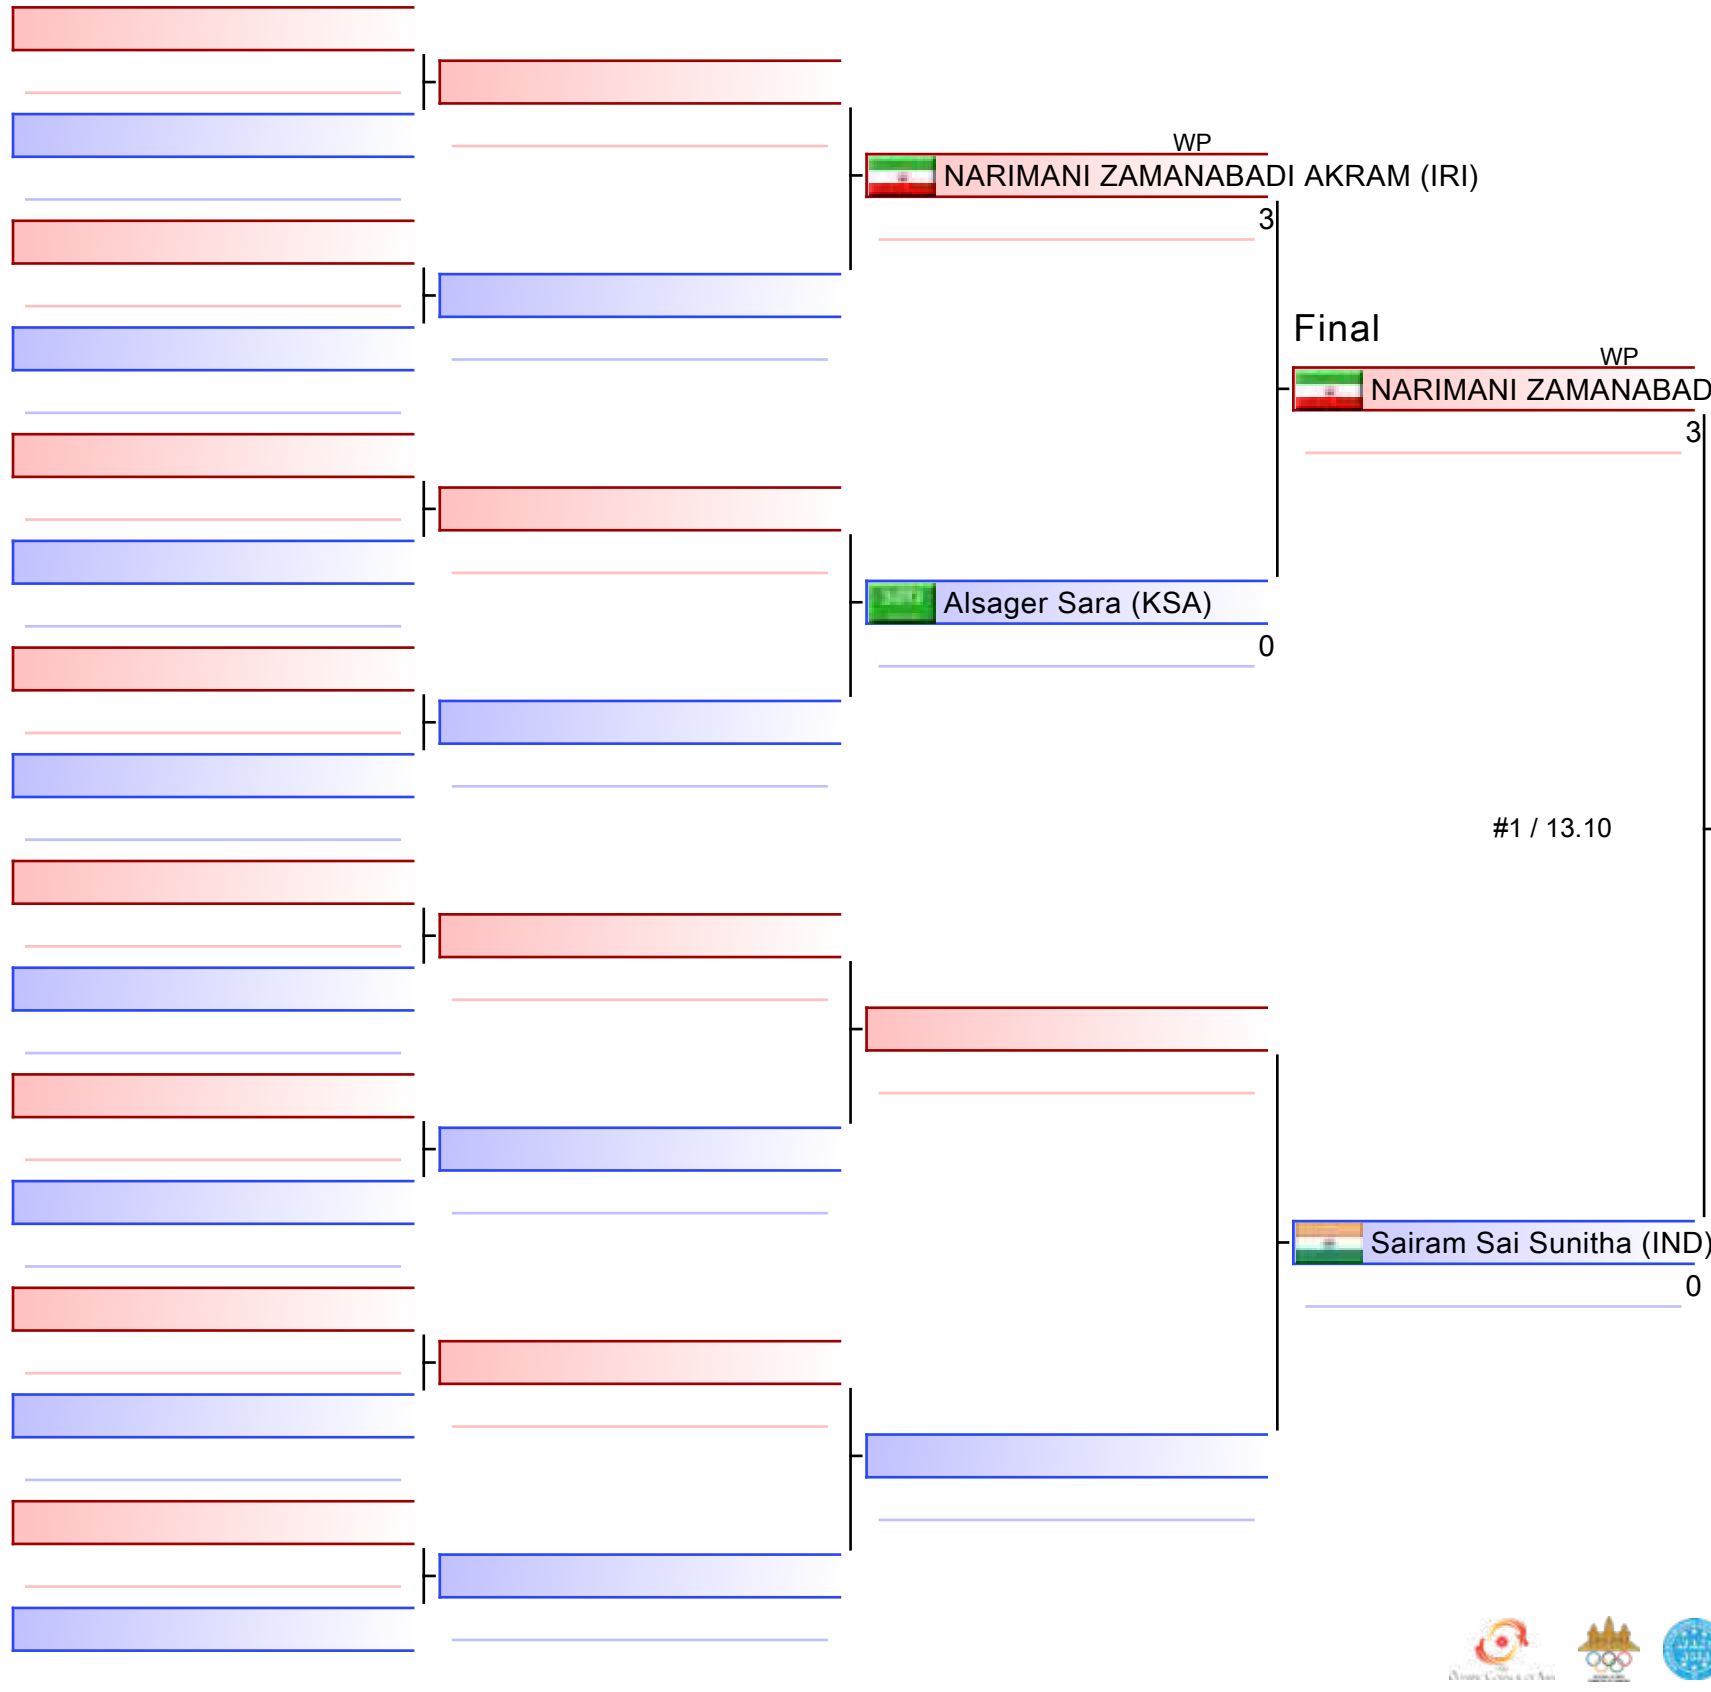 WP
NARIMANI ZAMANABADI AKRAM (IRI)
3
Final
WP
NARIMANI ZAMANABAD
3
Alsager Sara (KSA)
0
#1 / 13.10
Sairam Sai Sunitha (IND)
0